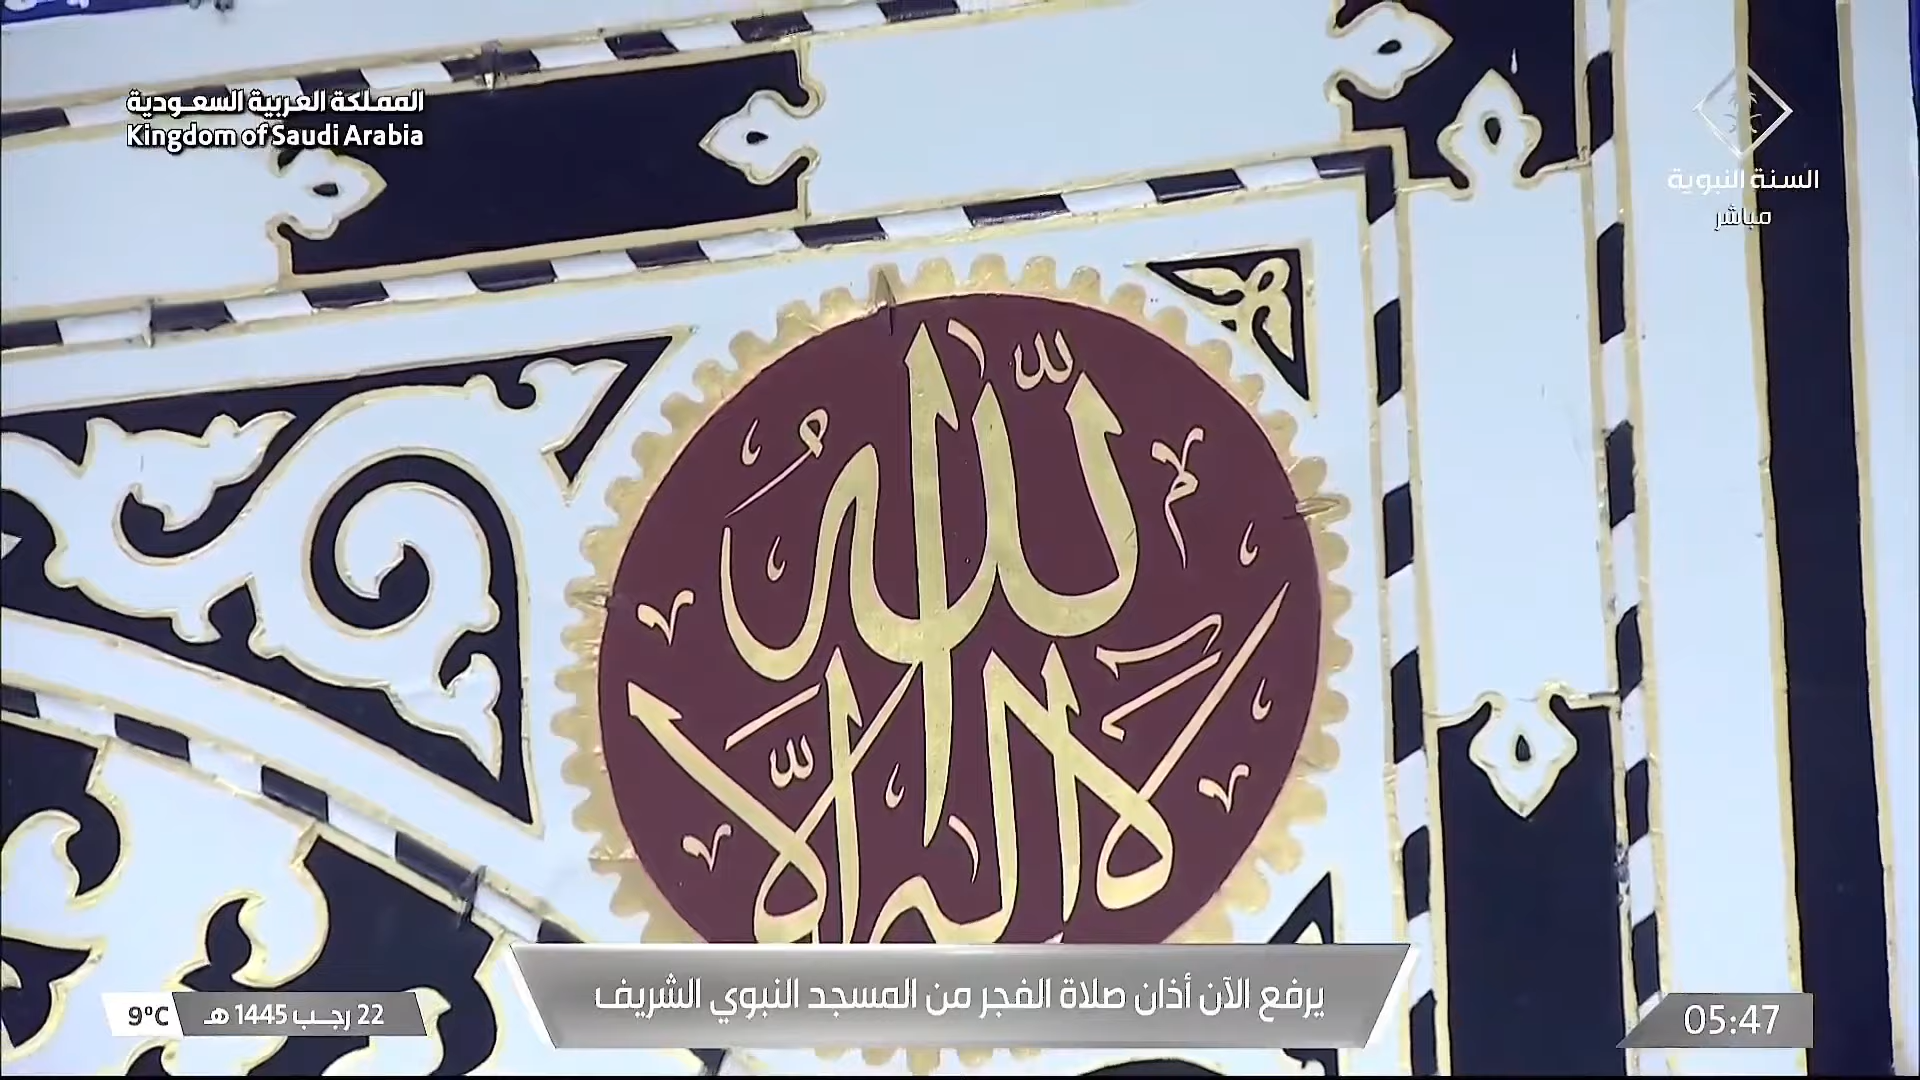 المملكة العربية السعودية
Kingdom of Saudi Arabia
السنة النبوية
مباشر
لا إله إلا الله
يرفع الآن أذان صلاة الفجر من المسجد النبوي الشريف
9°C
22 رجب 1445 هـ
05:47